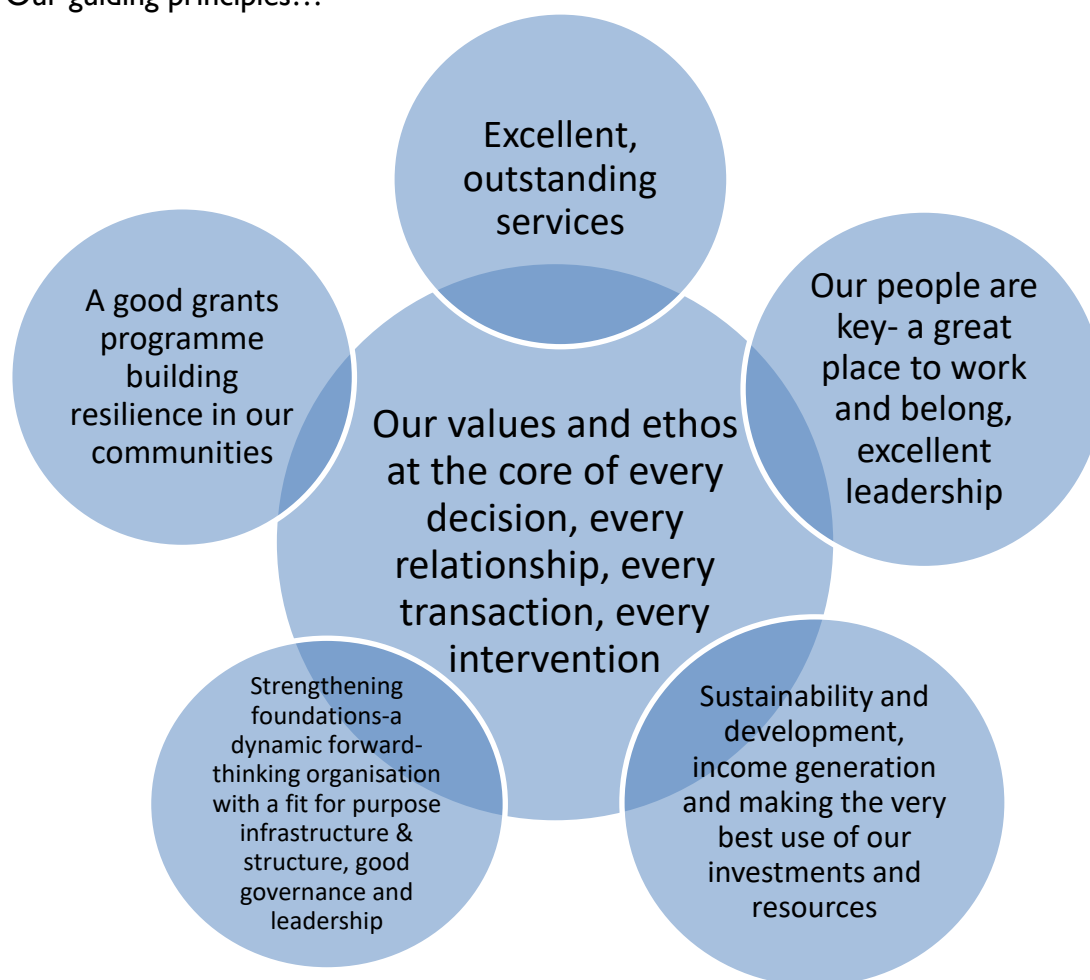 Our guiding principles…
Excellent,
outstanding
services
A good grants
programme
building
resilience in our
communities
Our people are
key- a great
place to work
and belong,
excellent
leadership
Our values and ethos
at the core of every
decision, every
relationship, every
transaction, every
intervention
Strengthening
foundations-a
dynamic forward-
thinking organisation
with a fit for purpose
infrastructure &
structure, good
governance and
leadership
Sustainability and
development,
income generation
and making the very
best use of our
investments and
resources